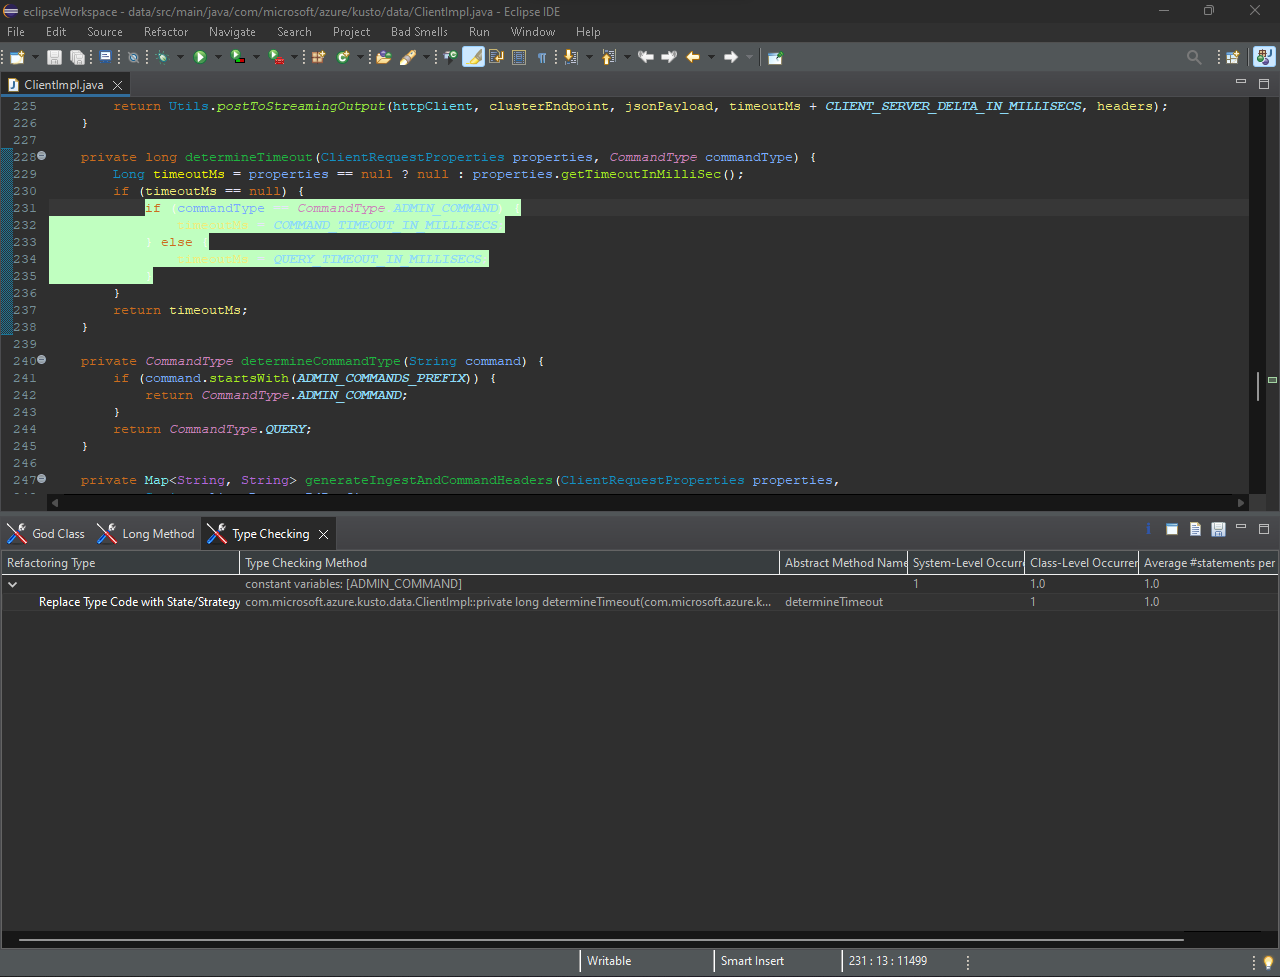 eclipseWorkspace - data/src/main/java/com/microsoft/azure/kusto/data/ClientImpl.java - Eclipse IDE
File Edit Source Refactor Navigate Search Project Bad Smells Run Window Help
ClientImpl.java
225 return Utils.postToStreamingOutput(httpClient, clusterEndpoint, jsonPayload, timeoutMs + CLIENT_SERVER_DELTA_IN_MILLISECS, headers);
226 }
227
228 private long determineTimeout(ClientRequestProperties properties, CommandType commandType) {
229 Long timeoutMs = properties == null ? null : properties.getTimeoutInMilliSec();
230 if (timeoutMs == null) {
231 if (commandType == CommandType.ADMIN_COMMAND) {
232 timeoutMs = COMMAND_TIMEOUT_IN_MILLISECS;
233 } else {
234 timeoutMs = QUERY_TIMEOUT_IN_MILLISECS;
235 }
236 }
237 return timeoutMs;
238 }
239
240 private CommandType determineCommandType(String command) {
241 if (command.startsWith(ADMIN_COMMANDS_PREFIX)) {
242 return CommandType.ADMIN_COMMAND;
243 }
244 return CommandType.QUERY;
245 }
246
247 private Map<String, String> generateIngestAndCommandHeaders(ClientRequestProperties properties,
God Class Long Method Type Checking
Refactoring Type Type Checking Method Abstract Method Name System-Level Occurr Class-Level Occurrer Average #statements per
constant variables: [ADMIN_COMMAND] 1 1.0 1.0
Replace Type Code with State/Strategy com.microsoft.azure.kusto.data.ClientImpl::private long determineTimeout(com.microsoft.azure.k... determineTimeout 1 1.0
Writable Smart Insert 231 : 13 : 11499